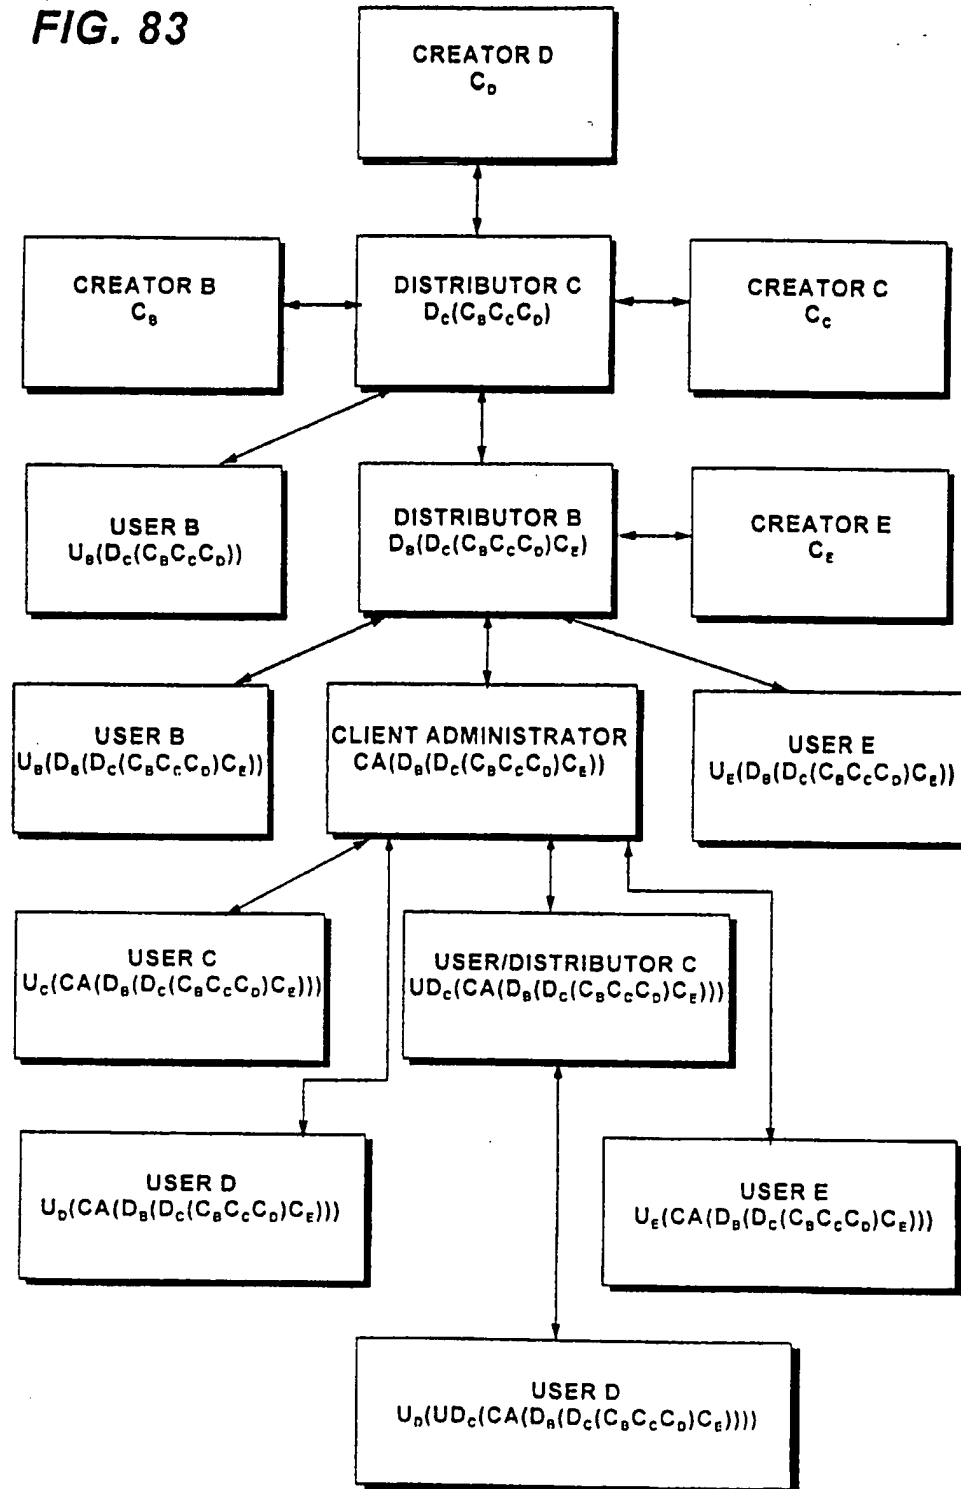 FIG. 83
CREATOR D
C_D
CREATOR B
C_B
DISTRIBUTOR C
D_C(C_BC_CC_D)
CREATOR C
C_C
USER B
U_B(D_C(C_BC_CC_D))
DISTRIBUTOR B
D_B(D_C(C_BC_CC_D)C_E)
CREATOR E
C_E
USER B
U_B(D_B(D_C(C_BC_CC_D)C_E))
CLIENT ADMINISTRATOR
CA(D_B(D_C(C_BC_CC_D)C_E))
USER E
U_E(D_B(D_C(C_BC_CC_D)C_E))
USER C
U_C(CA(D_B(D_C(C_BC_CC_D)C_E)))
USER/DISTRIBUTOR C
UD_C(CA(D_B(D_C(C_BC_CC_D)C_E)))
USER D
U_D(CA(D_B(D_C(C_BC_CC_D)C_E)))
USER E
U_E(CA(D_B(D_C(C_BC_CC_D)C_E)))
USER D
U_D(UD_C(CA(D_B(D_C(C_BC_CC_D)C_E))))